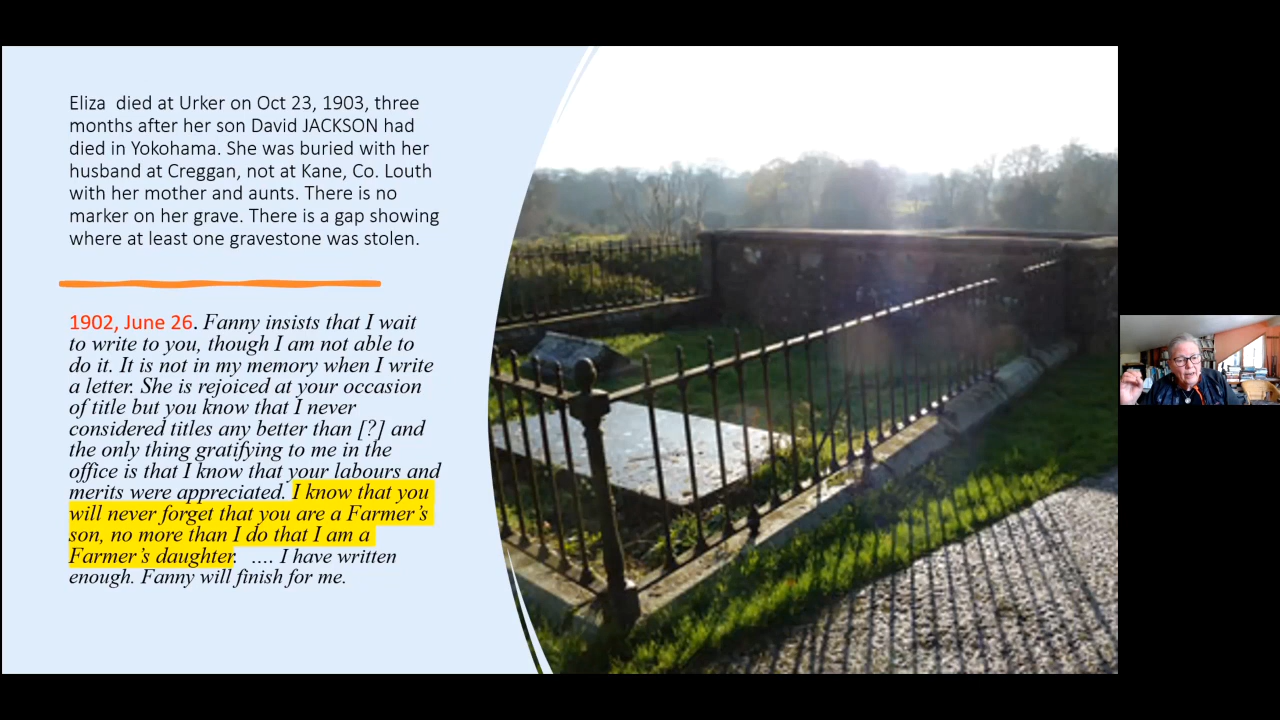 Eliza died at Urker on Oct 23, 1903, three
months after her son David JACKSON had
died in Yokohama. She was buried with her
husband at Creggan, not at Kane, Co. Louth
with her mother and aunts. There is no
marker on her grave. There is a gap showing
where at least one gravestone was stolen.
1902, June 26. Fanny insists that I wait
to write to you, though I am not able to
do it. It is not in my memory when I write
a letter. She is rejoiced at your occasion
of title but you know that I never
considered titles any better than [?] and
the only thing gratifying to me in the
office is that I know that your labours and
merits were appreciated. I know that you
will never forget that you are a Farmer’s
son, no more than I do that I am a
Farmer’s daughter. .... I have written
enough. Fanny will finish for me.